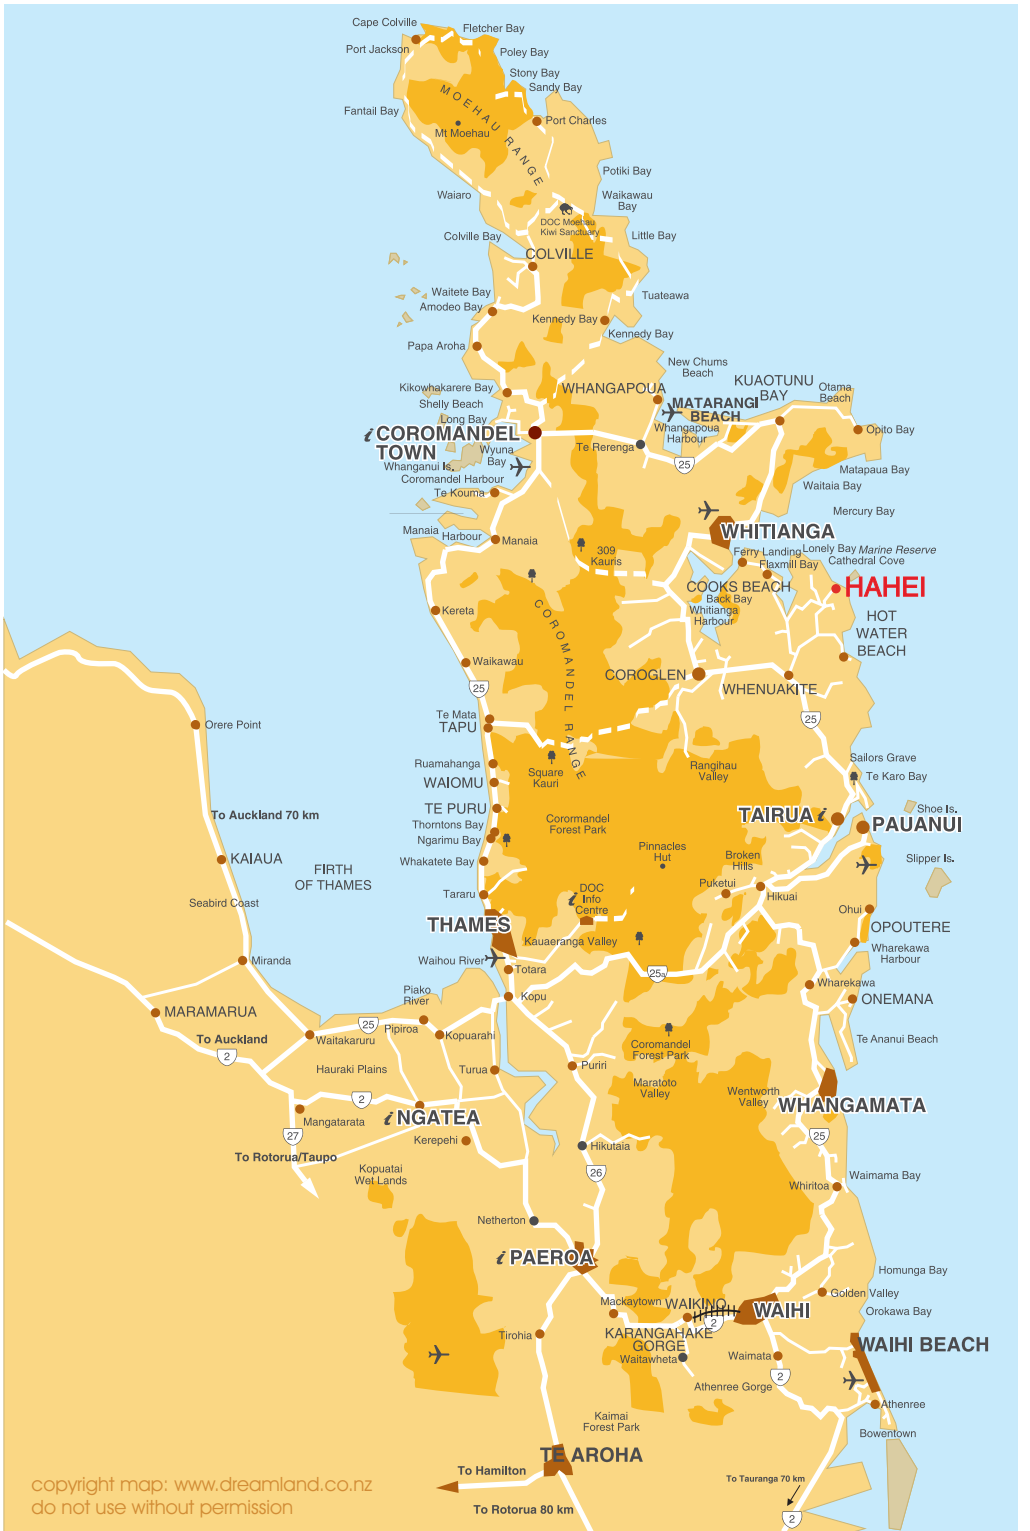 Cape Colville
Fletcher Bay
Port Jackson
Poley Bay
Stony Bay
Sandy Bay
MOEHAU RANGE
Fantail Bay
Port Charles
Mt Moehau
Potiki Bay
Waiaro
Waikawau
Bay
DOC Moehau
Kiwi Sanctuary
Colville Bay
Little Bay
COLVILLE
Waitete Bay
Tuateawa
Amodeo Bay
Kennedy Bay
Kennedy Bay
Papa Aroha
New Chums
Beach
Kikowhakarere Bay
WHANGAPOUA
KUAOTUNU
BAY
Otama
Beach
Shelly Beach
MATARANGI
BEACH
Long Bay
Whangapoua
Harbour
Opito Bay
i COROMANDEL
TOWN
Wyuna
Bay
Te Rerenga
25
Whanganui Is.
Matapaua Bay
Coromandel Harbour
Waitaia Bay
Te Kouma
Mercury Bay
Manaia
Harbour
Manaia
WHITIANGA
309
Kauris
Ferry Landing
Lonely Bay
Marine Reserve
Cathedral Cove
Flaxmill Bay
COOKS BEACH
HAHEI
Back Bay
Whitianga
Harbour
Kereta
HOT
WATER
BEACH
COROMANDEL RANGE
Waikawau
COROGLEN
WHENUAKITE
25
25
Te Mata
TAPU
Orere Point
Sailors Grave
Ruamahanga
Square
Kauri
Rangihau
Valley
Te Karo Bay
WAIOMU
TE PURU
Shoe Is.
To Auckland 70 km
Corormandel
Forest Park
TAIRUA i
PAUANUI
Thorntons Bay
Ngarimu Bay
Pinnacles
Hut
Broken
Hills
KAIAUA
Whakatete Bay
Slipper Is.
FIRTH
OF THAMES
Puketui
Hikuai
Tararu
DOC
i Info
Centre
Seabird Coast
Ohui
THAMES
OPOUTERE
Kauaeranga Valley
Wharekawa
Harbour
Miranda
Waihou River
Totara
25a
Wharekawa
Piako
River
Kopu
ONEMANA
MARAMARUA
Pipiroa
25
Kopuarahi
Waitakaruru
To Auckland
2
Coromandel
Forest Park
Te Ananui Beach
Hauraki Plains
Turua
Puriri
Maratoto
Valley
Wentworth
Valley
2
WHANGAMATA
Mangatarata
i NGATEA
27
Kerepehi
Hikutaia
25
To Rotorua/Taupo
Kopuatai
Wet Lands
26
Waimama Bay
Whiritoa
Netherton
i PAEROA
Homunga Bay
Golden Valley
Mackaytown
WAIKINO
WAIHI
Orokawa Bay
2
Tirohia
KARANGAHAKE
GORGE
WAIHI BEACH
Waitawheta
Waimata
2
Athenree Gorge
Athenree
Kaimai
Forest Park
Bowentown
TE AROHA
To Hamilton
To Tauranga 70 km
copyright map: www.dreamland.co.nz
do not use without permission
To Rotorua 80 km
2